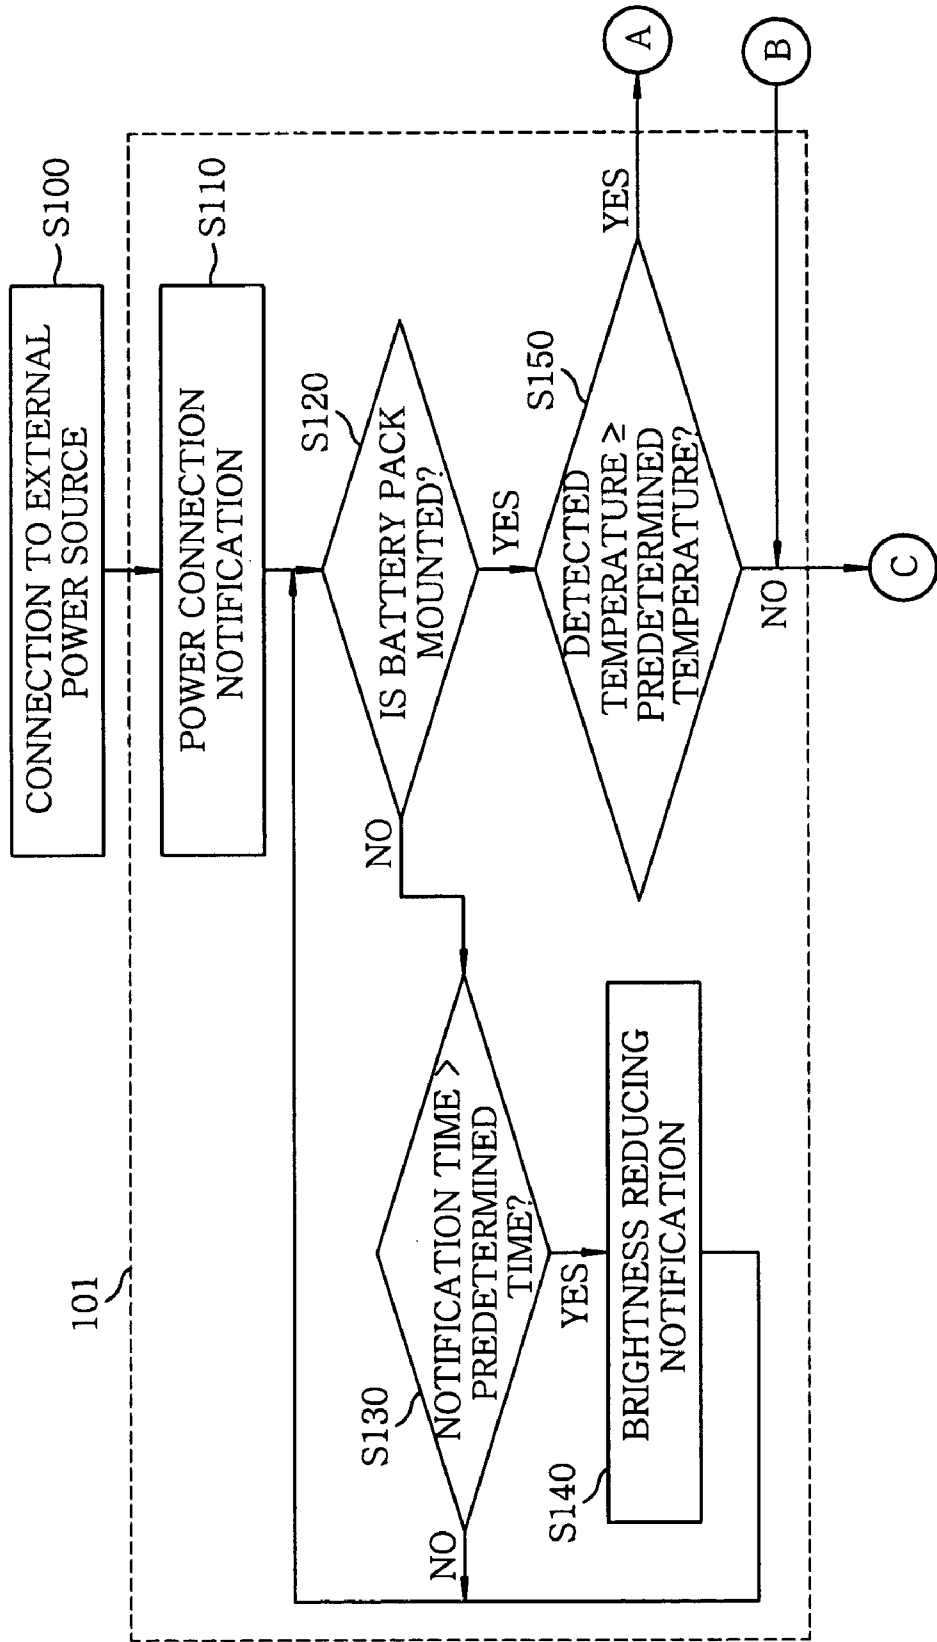 CONNECTION TO EXTERNAL
POWER SOURCE
S100
101
POWER CONNECTION
NOTIFICATION
S110
IS BATTERY PACK
MOUNTED?
S120
NO
YES
NOTIFICATION TIME >
PREDETERMINED
TIME?
S130
NO
YES
BRIGHTNESS REDUCING
NOTIFICATION
S140
DETECTED
TEMPERATURE ≥
PREDETERMINED
TEMPERATURE?
S150
YES
NO
A
B
C